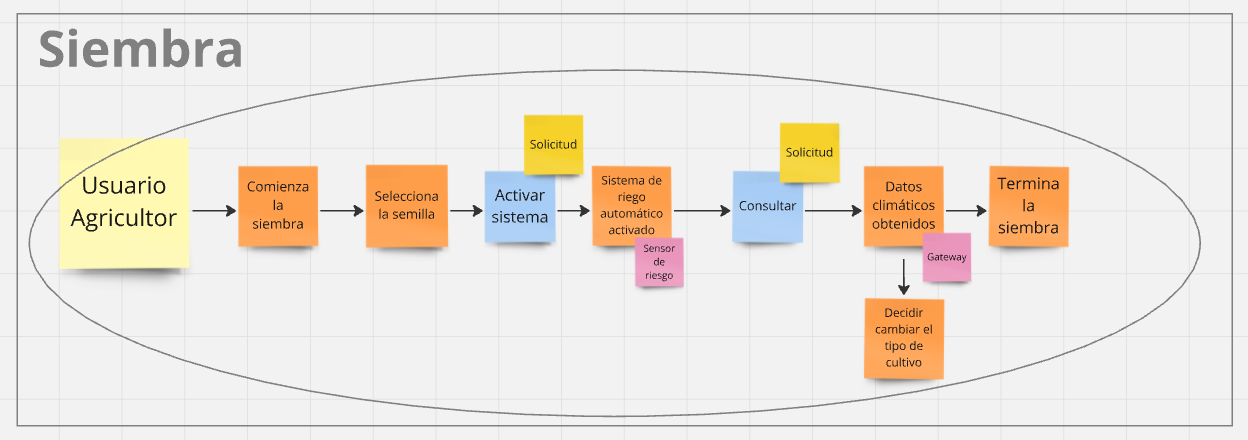 Siembra
Usuario
Agricultor
Comienza
la
siembra
Selecciona
la semilla
Solicitud
Activar
sistema
Sistema de
riego
automático
activado
Sensor
de
riesgo
Solicitud
Consultar
Datos
climáticos
obtenidos
Gateway
Decidir
cambiar el
tipo de
cultivo
Termina
la
siembra